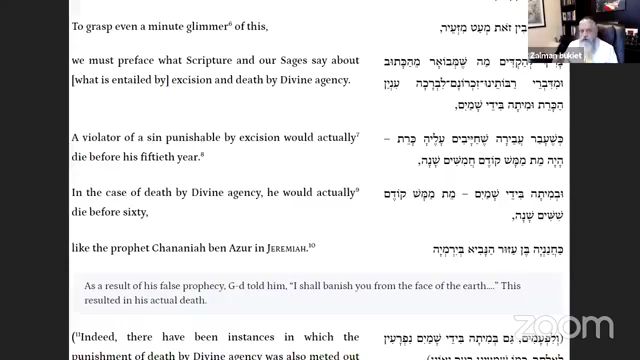 To grasp even a minute glimmer⁶ of this,
בין זאת מעט מזעיר,
we must preface what Scripture and our Sages say about
להקדים מה שמבואר מהכתוב
[what is entailed by] excision and death by Divine agency.
ומדברי רבותינו־זכרונם־לברכה ענין
הכרת ומיתה בידי שמים,
A violator of a sin punishable by excision would actually⁷
כשעבר עבירה שחייבים עליה כרת –
die before his fiftieth year.⁸
היה מת ממש קודם חמשים שנה,
In the case of death by Divine agency, he would actually⁹
ובמיתה בידי שמים – מת ממש קודם
die before sixty,
ששים שנה,
like the prophet Chananiah ben Azur in Jeremiah.¹⁰
כחנניה בן עזור הנביא בירמיה
As a result of his false prophecy, G-d told him, “I shall banish you from the face of the earth....” This
resulted in his actual death.
(¹¹Indeed, there have been instances in which the
(ולפעמים, גם במיתה בידי שמים נפרעין
punishment of death by Divine agency was also meted out
Zalman bukiet
zoom